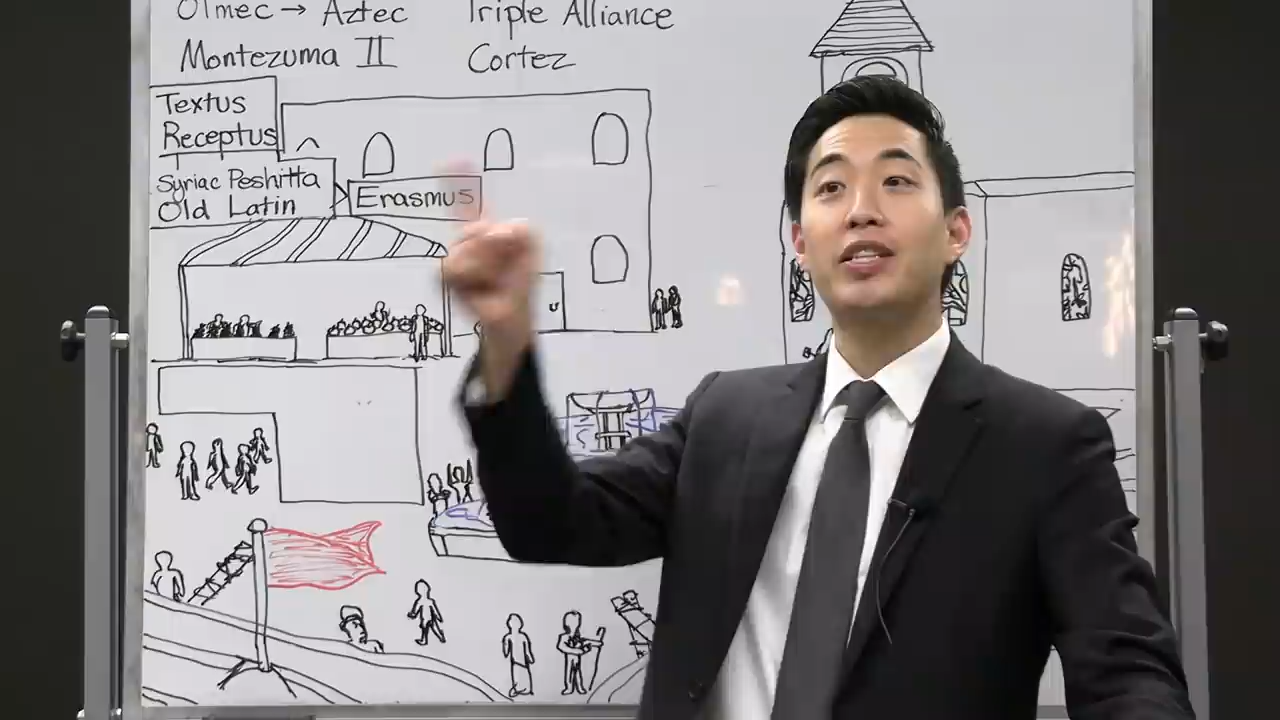 Olmec → Aztec
Triple Alliance
Montezuma II
Cortez
Textus
Receptus
Syriac Peshitta
Old Latin
Erasmus